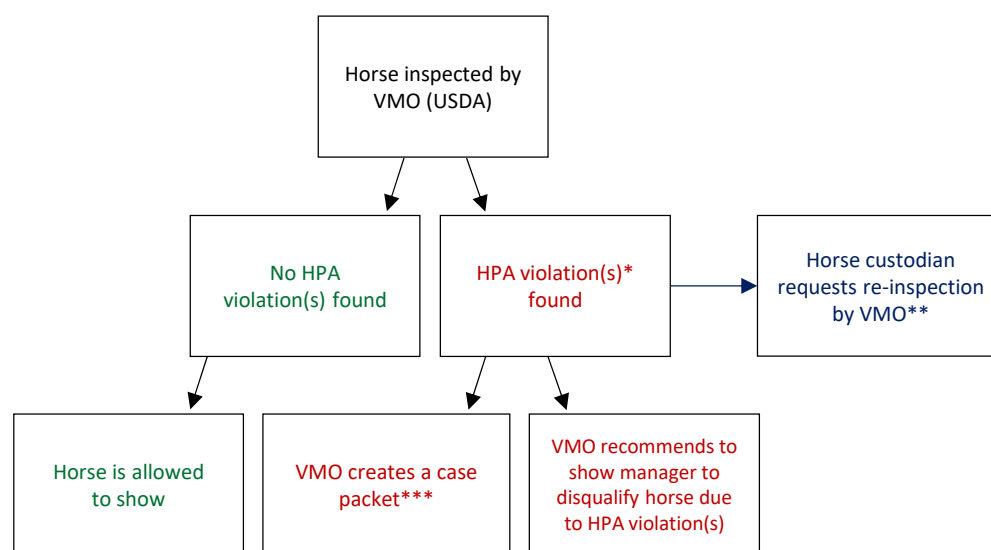 Horse inspected by
VMO (USDA)
No HPA
violation(s) found
HPA violation(s)*
found
Horse custodian
requests re-inspection
by VMO**
Horse is allowed
to show
VMO creates a case
packet***
VMO recommends to
show manager to
disqualify horse due
to HPA violation(s)